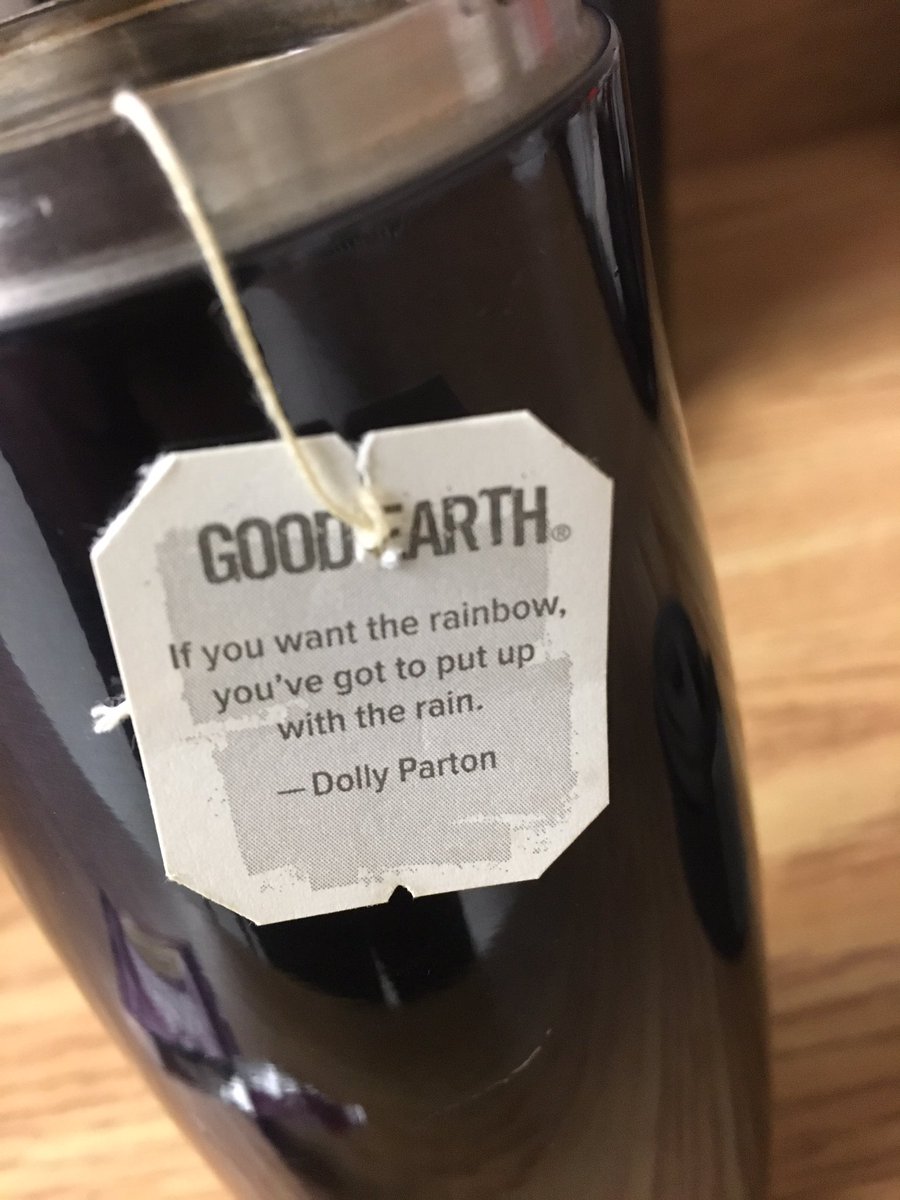 GOOD EARTH®
If you want the rainbow,
you've got to put up
with the rain.
— Dolly Parton